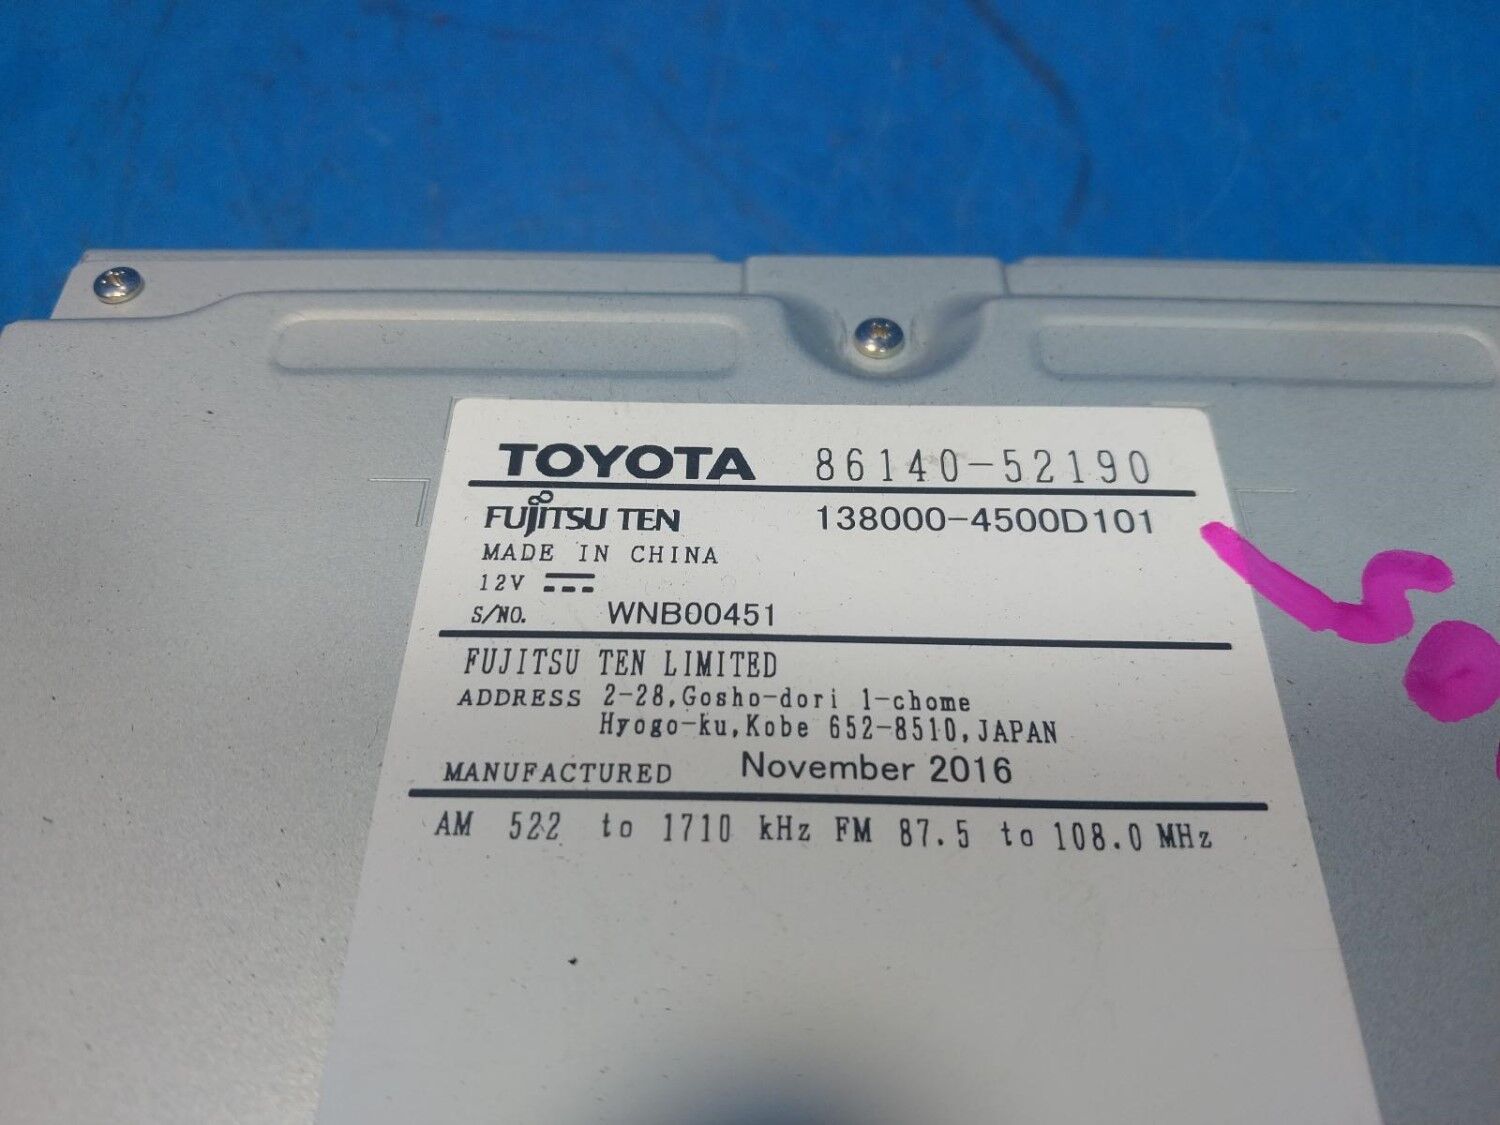 TOYOTA 86140-52190
FUJITSU TEN 138000-4500D101
MADE IN CHINA
12V
S/NO. WNB00451
FUJITSU TEN LIMITED
ADDRESS 2-28,Gosho-dori 1-chome
Hyogo-ku,Kobe 652-8510,JAPAN
MANUFACTURED November 2016
AM 522 to 1710 kHz FM 87.5 to 108.0 MHz